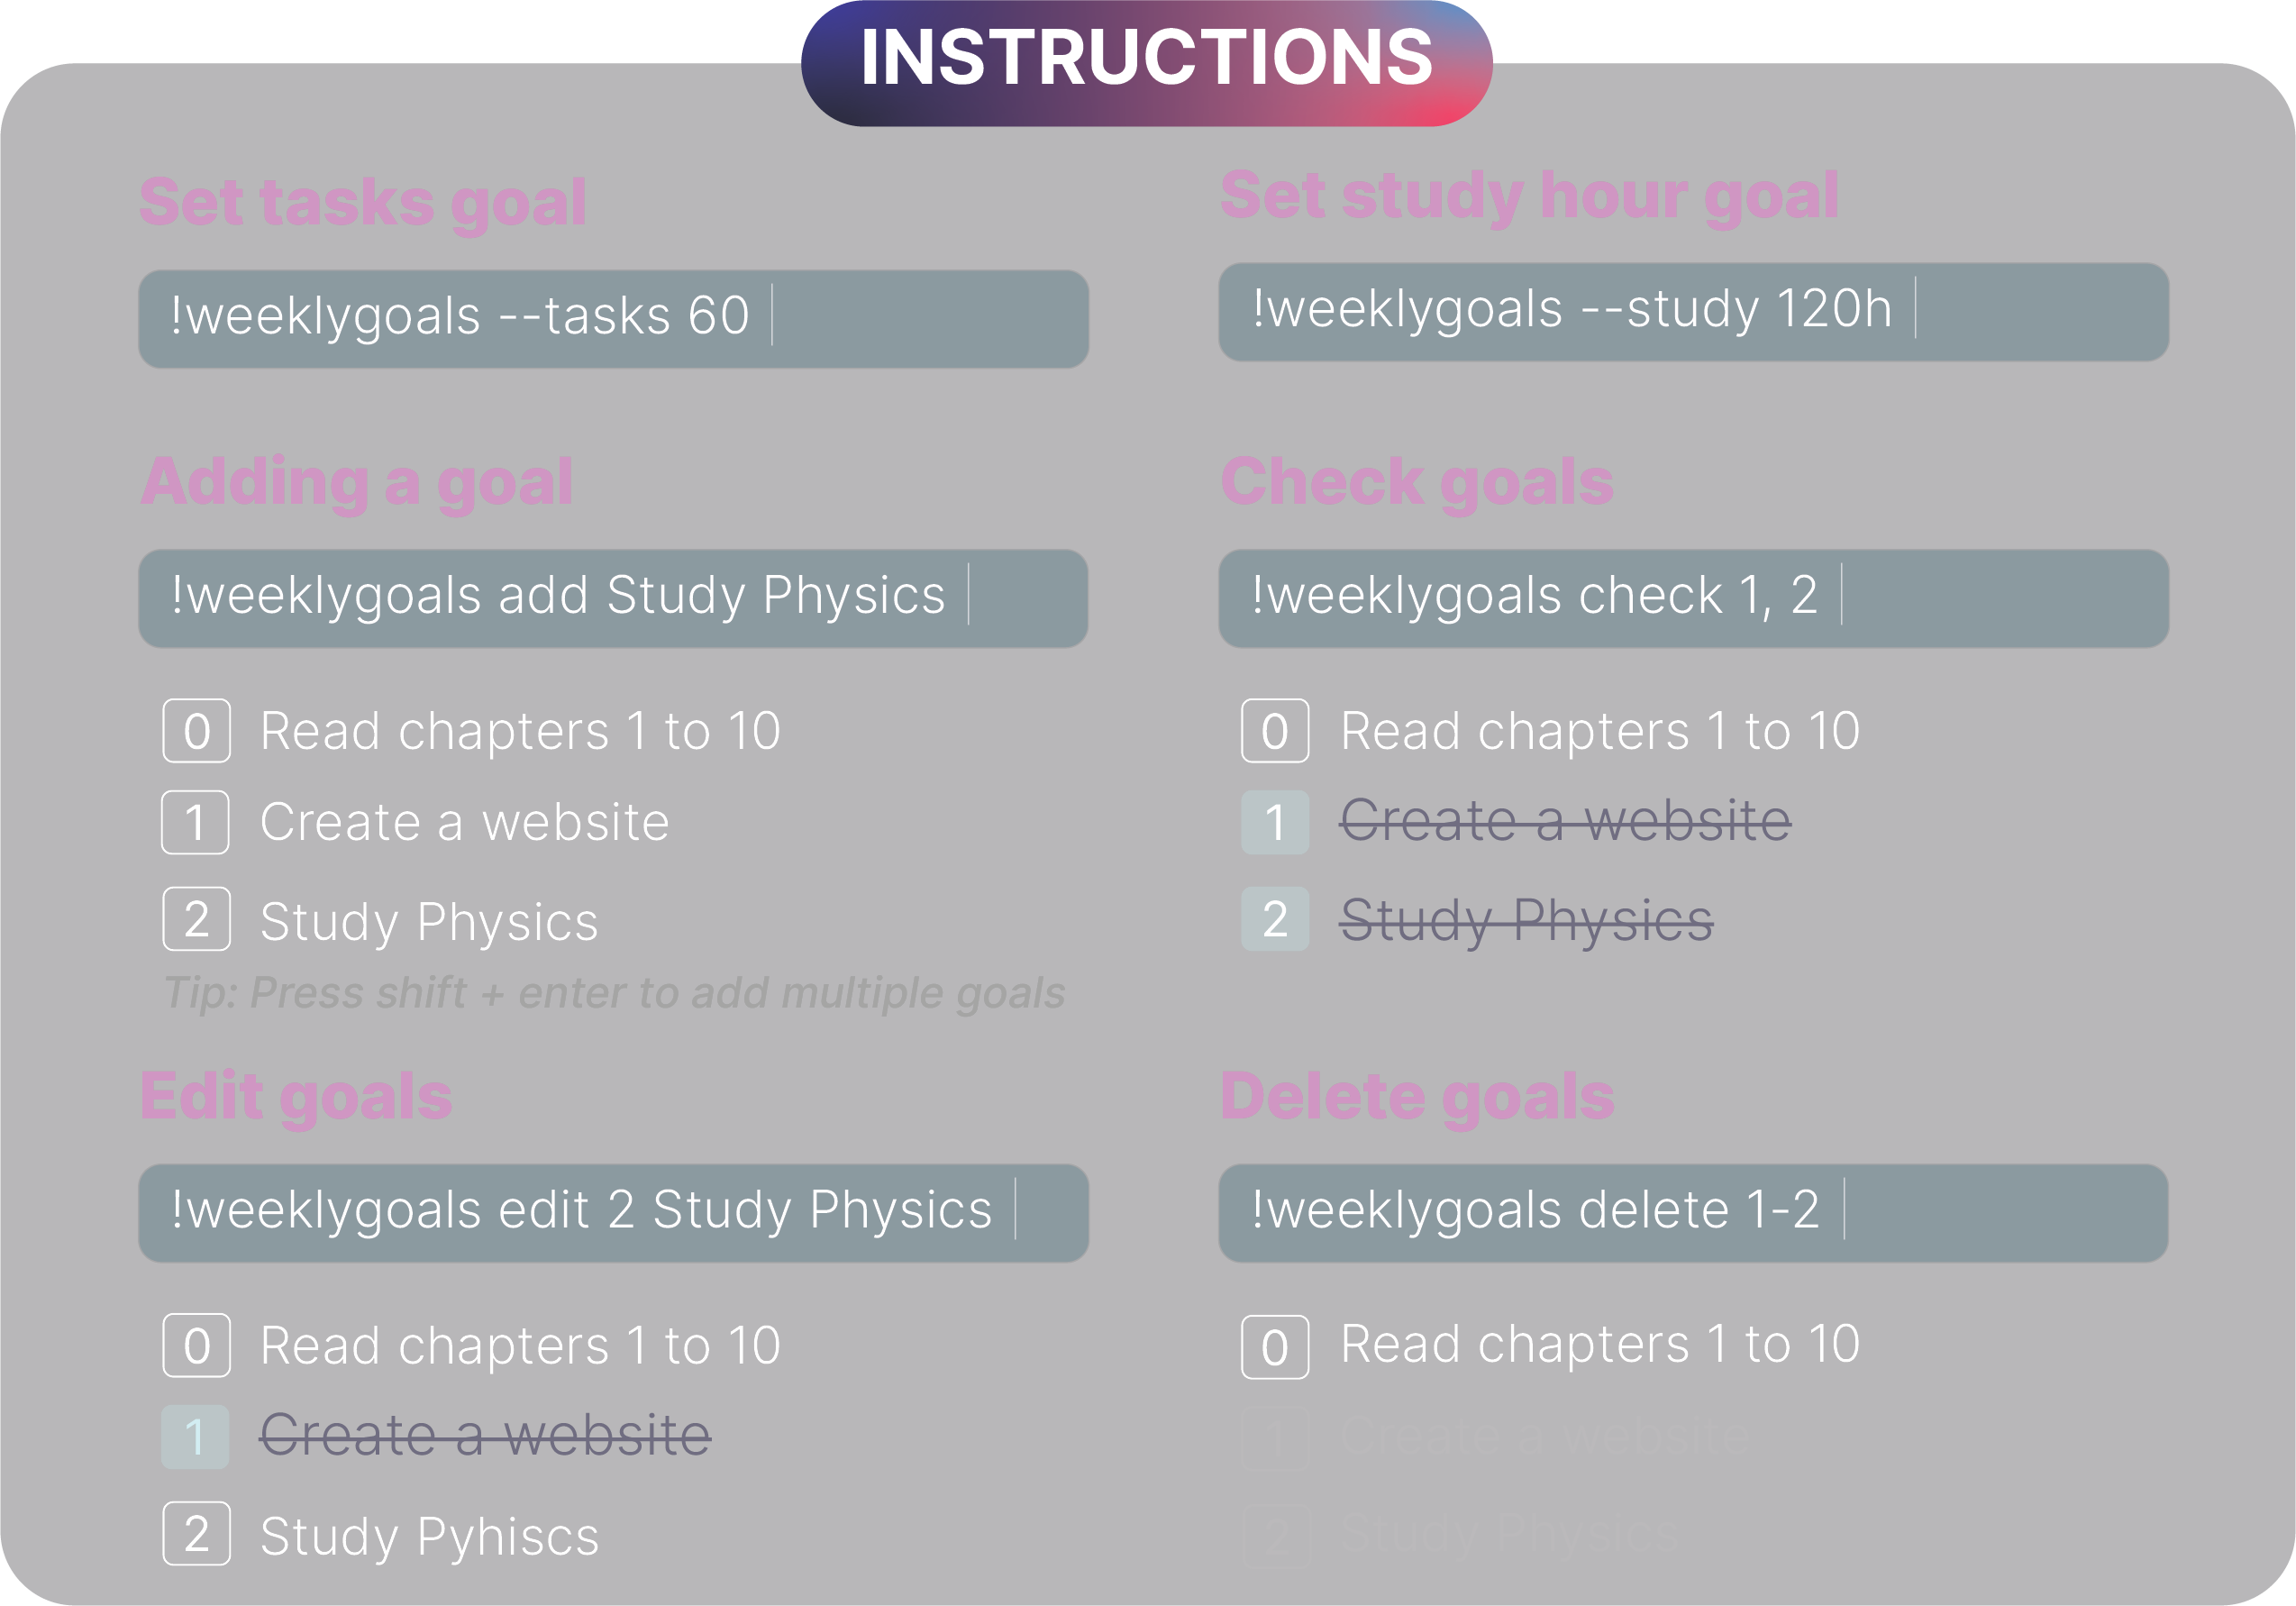 INSTRUCTIONS
Set tasks goal
!weeklygoals --tasks 60
Set study hour goal
!weeklygoals --study 120h
Adding a goal
!weeklygoals add Study Physics
0 Read chapters 1 to 10
1 Create a website
2 Study Physics
Tip: Press shift + enter to add multiple goals
Check goals
!weeklygoals check 1, 2
0 Read chapters 1 to 10
1 Create a website
2 Study Physics
Edit goals
!weeklygoals edit 2 Study Physics
0 Read chapters 1 to 10
1 Create a website
2 Study Pyhiscs
Delete goals
!weeklygoals delete 1-2
0 Read chapters 1 to 10
1 Create a website
2 Study Physics